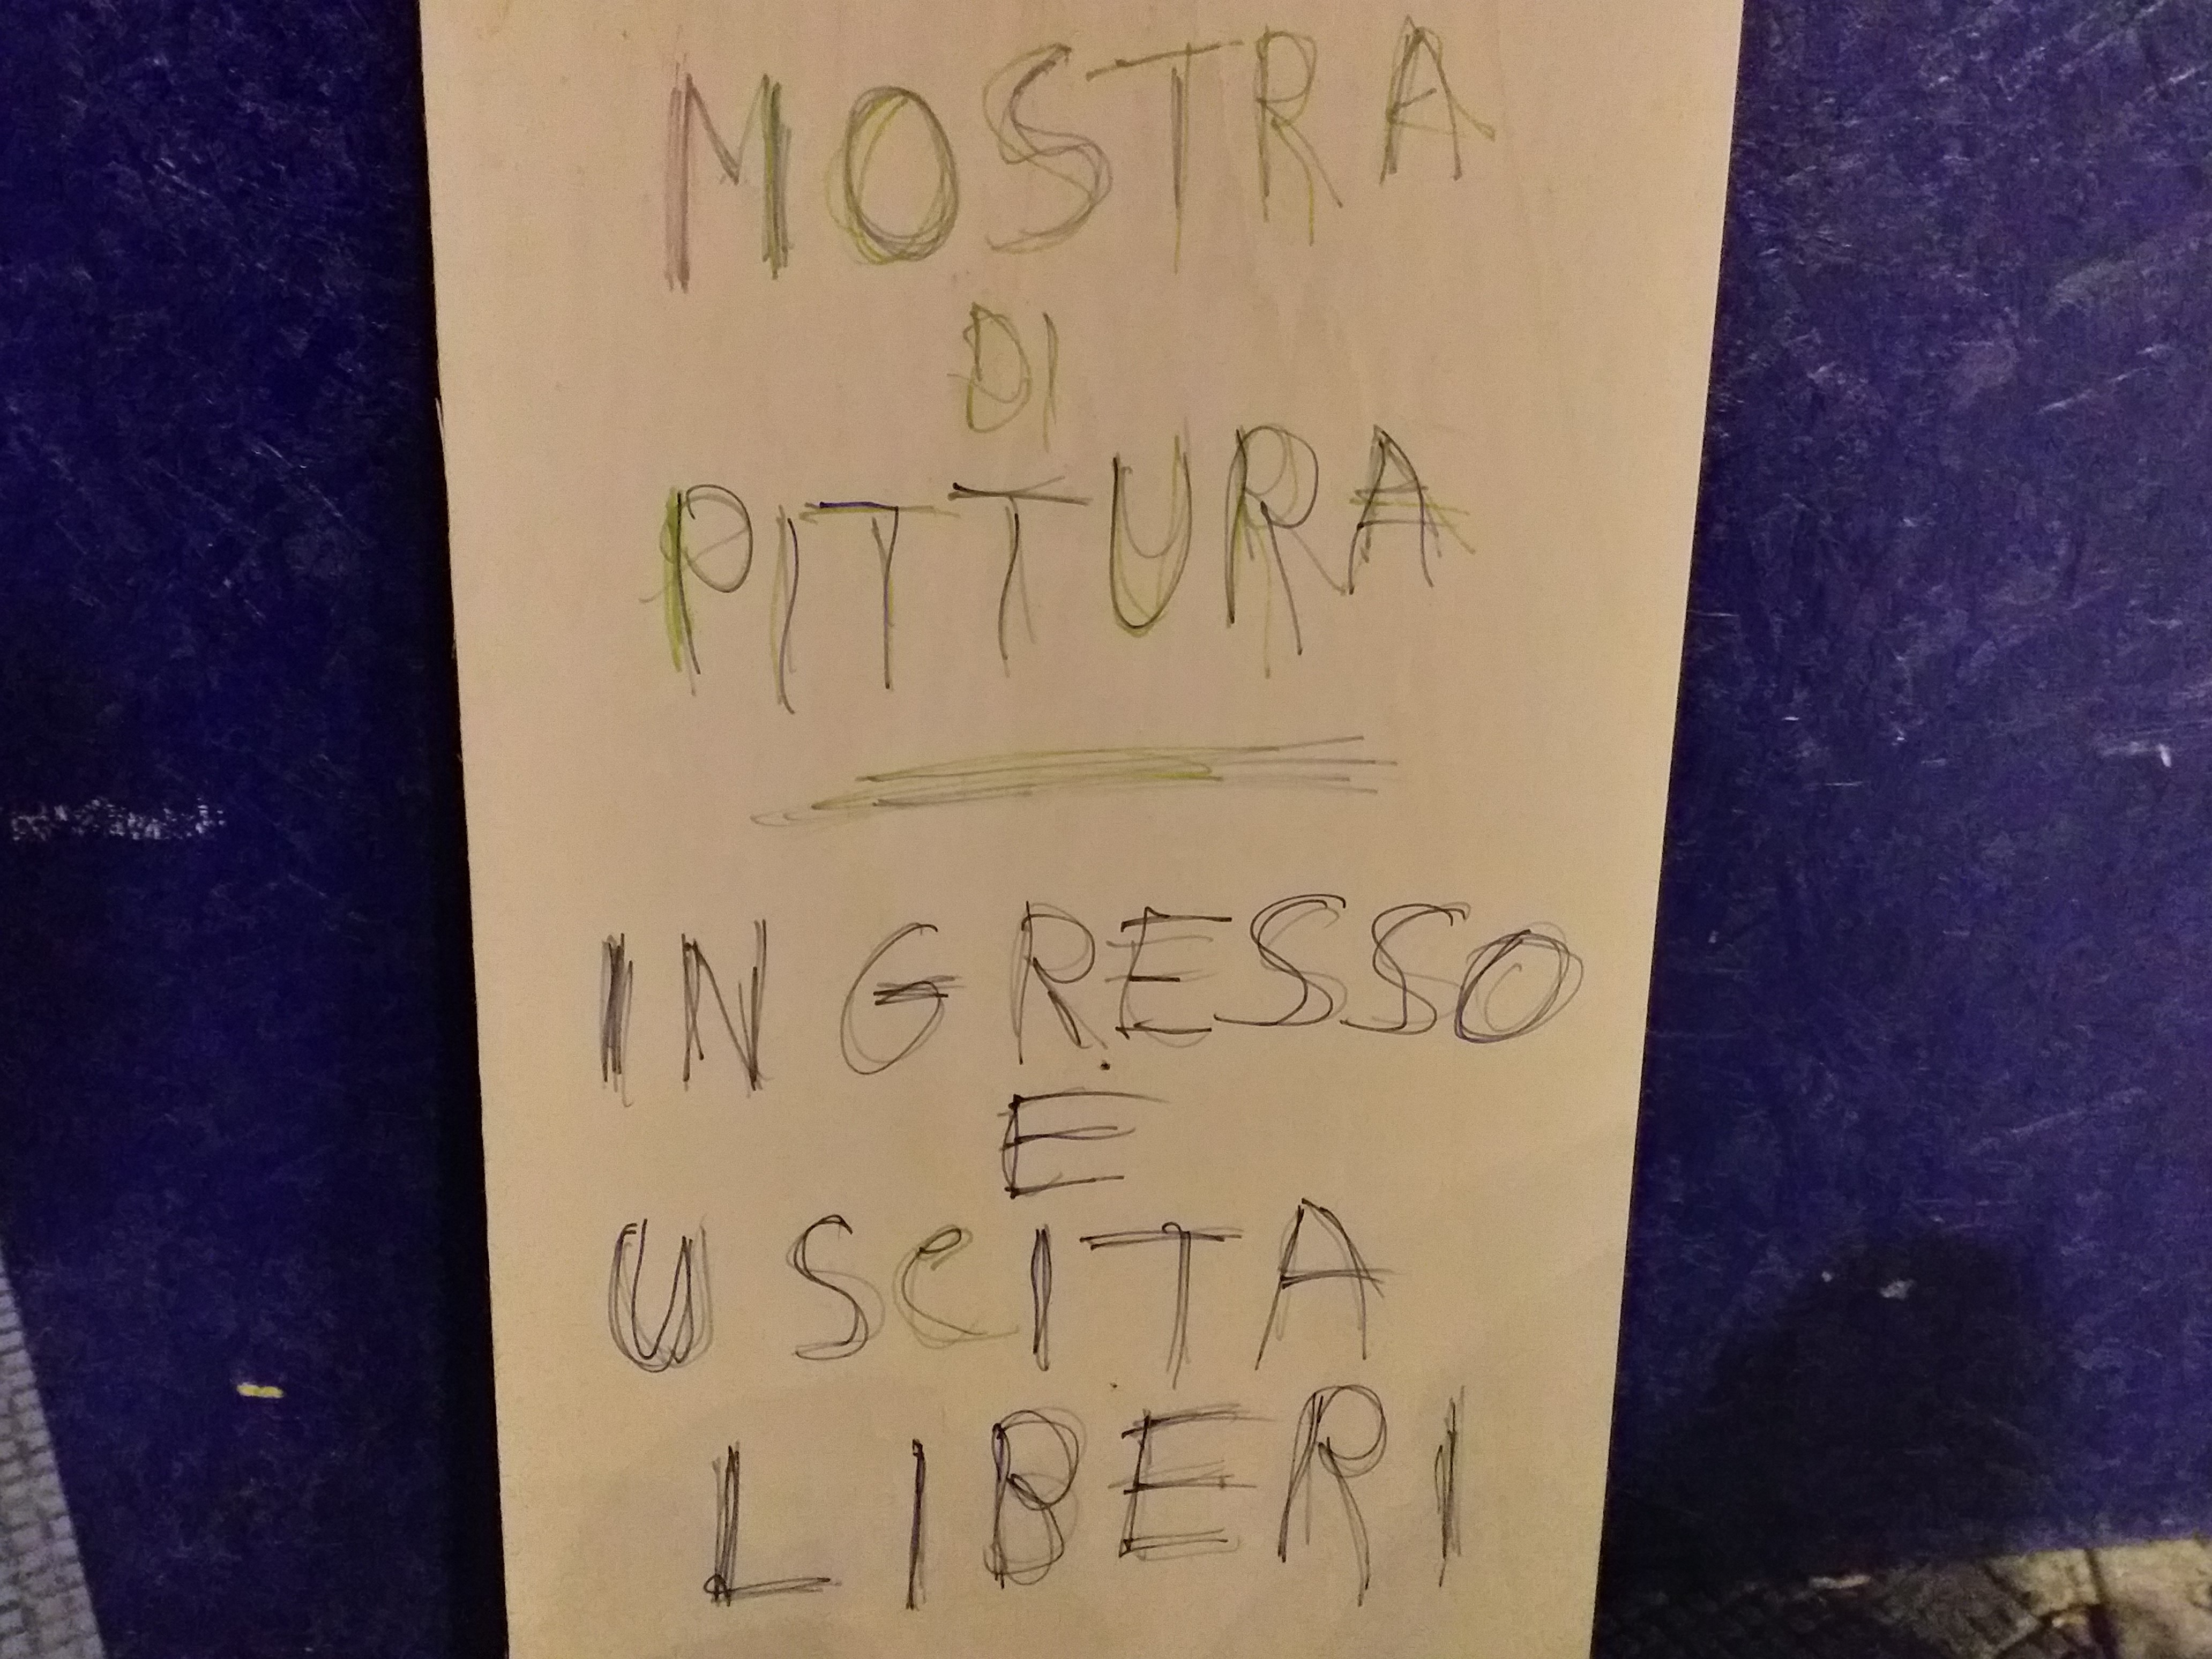 MOSTRA
DI
PITTURA
INGRESSO
E
USCITA
LIBERI